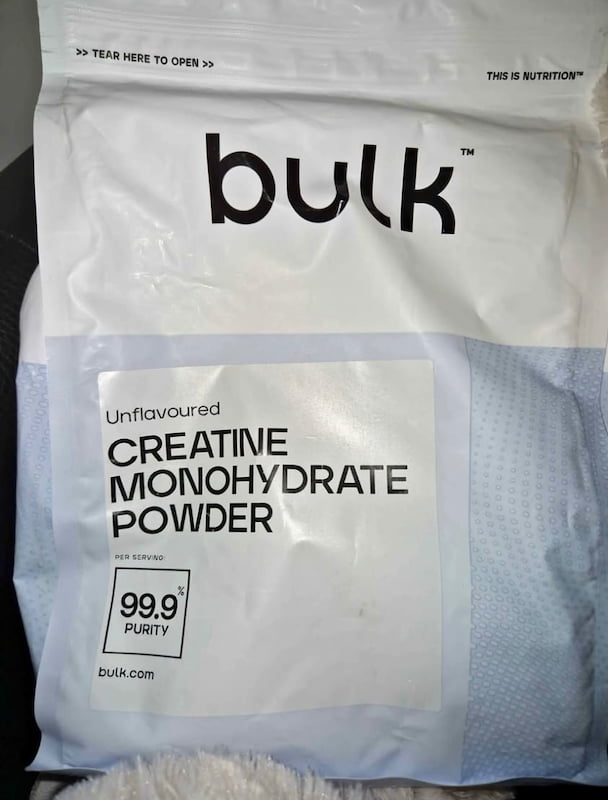 >> TEAR HERE TO OPEN >>
THIS IS NUTRITION™
bulk™
Unflavoured
CREATINE
MONOHYDRATE
POWDER
PER SERVING:
99.9%
PURITY
bulk.com